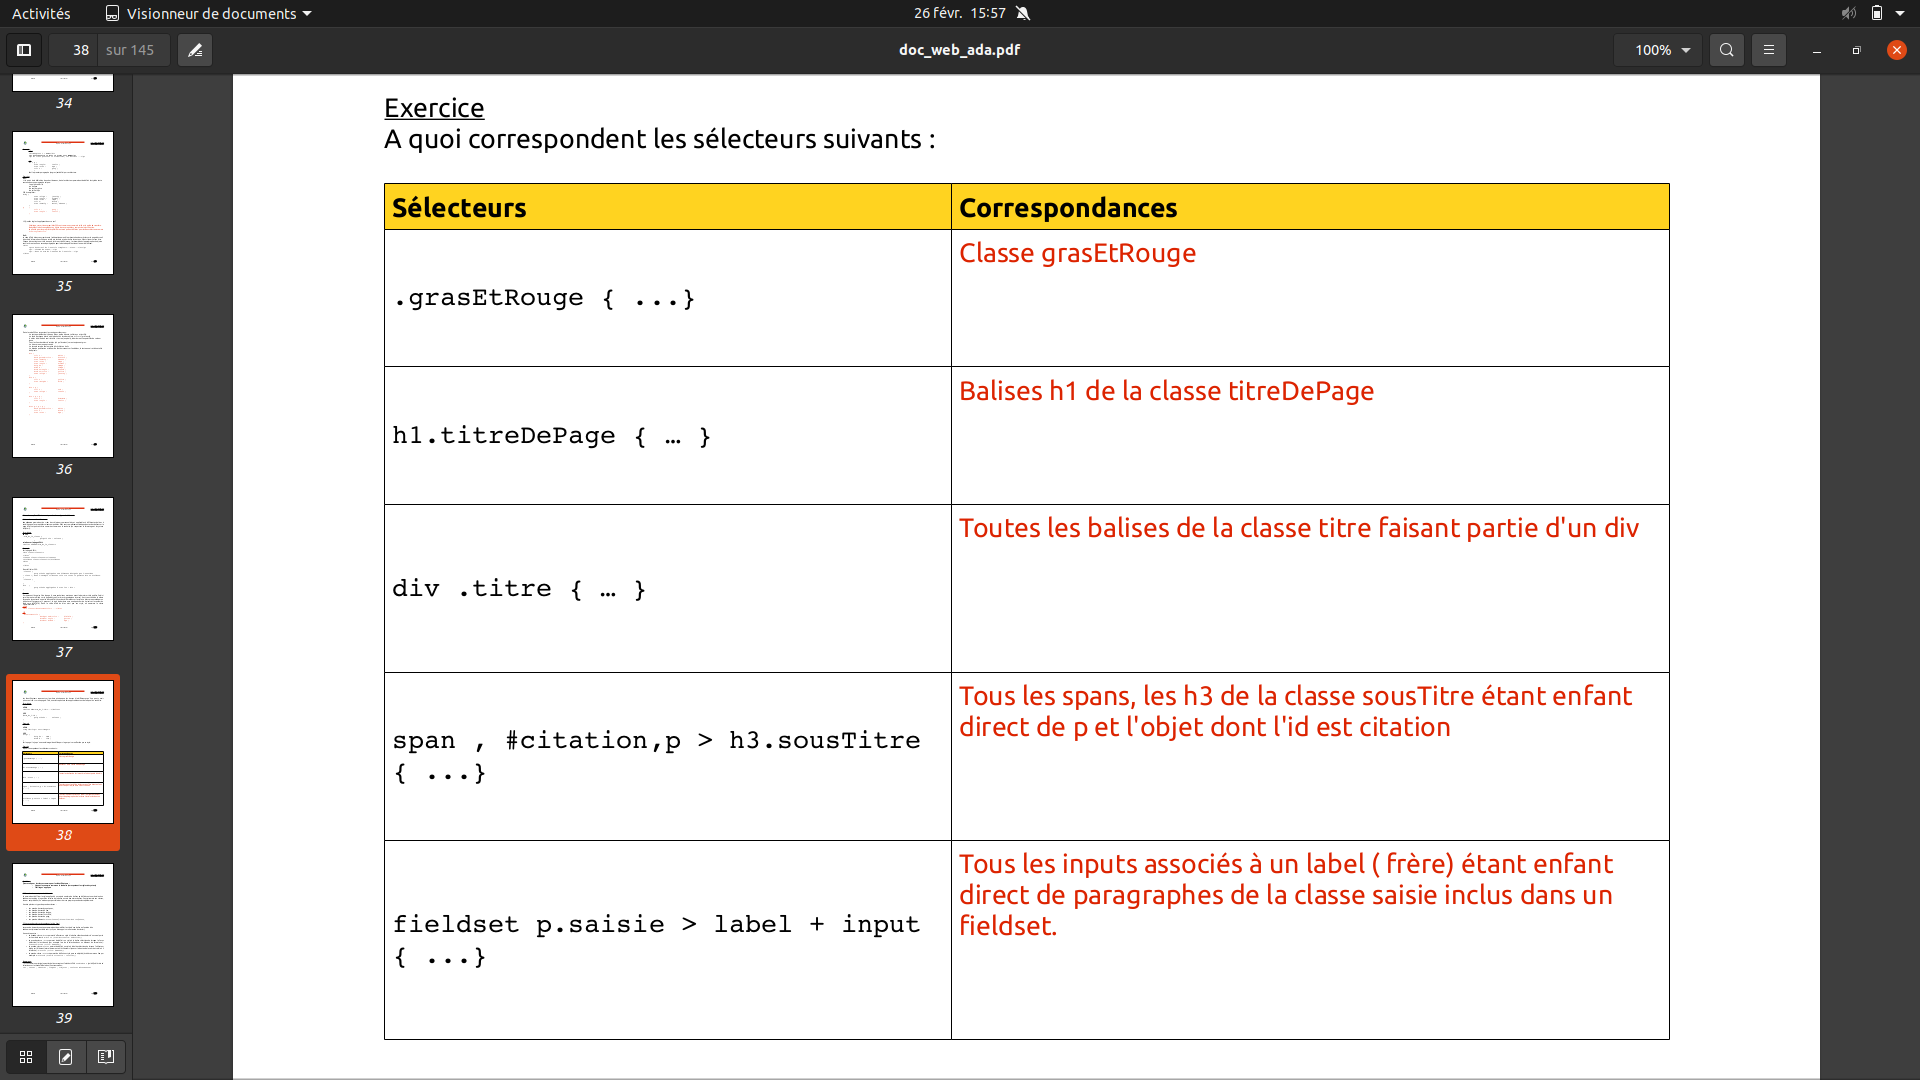 Activités
Visionneur de documents
26 févr. 15:57
38 sur 145
doc_web_ada.pdf
100%
34
35
36
37
38
39
Exercice
A quoi correspondent les sélecteurs suivants :
Sélecteurs
Correspondances
.grasEtRouge { ...}
Classe grasEtRouge
h1.titreDePage { … }
Balises h1 de la classe titreDePage
div .titre { … }
Toutes les balises de la classe titre faisant partie d'un div
span , #citation,p > h3.sousTitre
{ ...}
Tous les spans, les h3 de la classe sousTitre étant enfant
direct de p et l'objet dont l'id est citation
fieldset p.saisie > label + input
{ ...}
Tous les inputs associés à un label ( frère) étant enfant
direct de paragraphes de la classe saisie inclus dans un
fieldset.